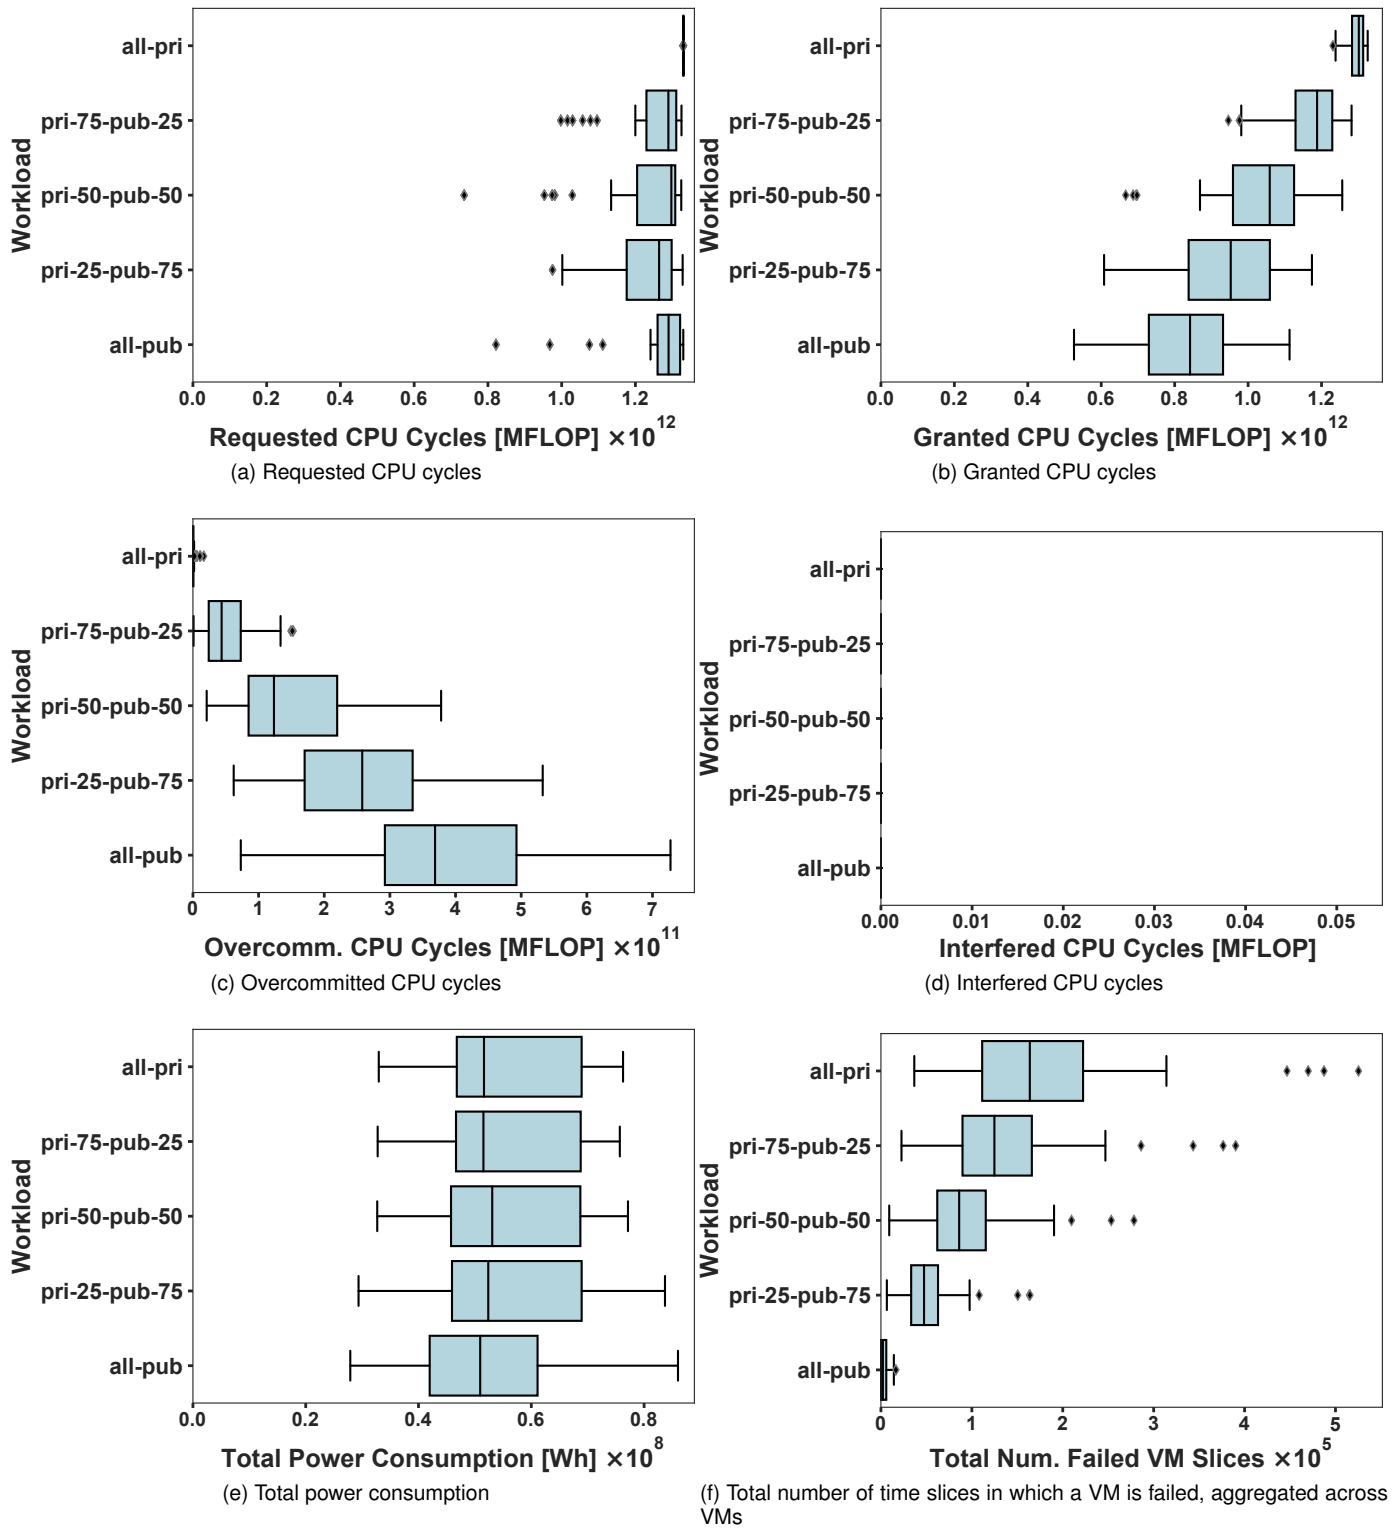 Workload
all-pri
pri-75-pub-25
pri-50-pub-50
pri-25-pub-75
all-pub
0.0 0.2 0.4 0.6 0.8 1.0 1.2
Requested CPU Cycles [MFLOP] ×10^12
(a) Requested CPU cycles
Workload
all-pri
pri-75-pub-25
pri-50-pub-50
pri-25-pub-75
all-pub
0.0 0.2 0.4 0.6 0.8 1.0 1.2
Granted CPU Cycles [MFLOP] ×10^12
(b) Granted CPU cycles
Workload
all-pri
pri-75-pub-25
pri-50-pub-50
pri-25-pub-75
all-pub
0 1 2 3 4 5 6 7
Overcomm. CPU Cycles [MFLOP] ×10^11
(c) Overcommitted CPU cycles
Workload
all-pri
pri-75-pub-25
pri-50-pub-50
pri-25-pub-75
all-pub
0.00 0.01 0.02 0.03 0.04 0.05
Interfered CPU Cycles [MFLOP]
(d) Interfered CPU cycles
Workload
all-pri
pri-75-pub-25
pri-50-pub-50
pri-25-pub-75
all-pub
0.0 0.2 0.4 0.6 0.8
Total Power Consumption [Wh] ×10^8
(e) Total power consumption
Workload
all-pri
pri-75-pub-25
pri-50-pub-50
pri-25-pub-75
all-pub
0 1 2 3 4 5
Total Num. Failed VM Slices ×10^5
(f) Total number of time slices in which a VM is failed, aggregated across
VMs